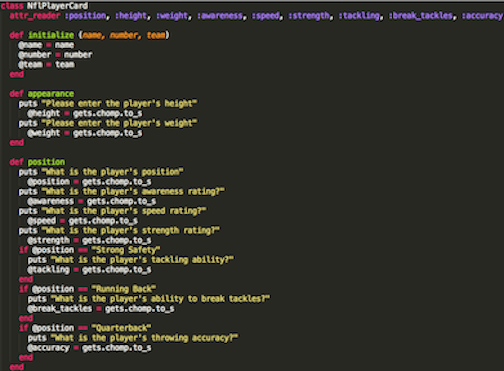 class NflPlayerCard
attr_reader :position, :height, :weight, :awareness, :speed, :strength, :tackling, :break_tackles, :accuracy
def initialize (name, number, team)
@name = name
@number = number
@team = team
end
def appearance
puts "Please enter the player's height"
@height = gets.chomp.to_s
puts "Please enter the player's weight"
@weight = gets.chomp.to_s
end
def position
puts "What is the player's position"
@position = gets.chomp.to_s
puts "What is the player's awareness rating?"
@awareness = gets.chomp.to_s
puts "What is the player's speed rating?"
@speed = gets.chomp.to_s
puts "What is the player's strength rating?"
@strength = gets.chomp.to_s
if @position == "Strong Safety"
puts "What is the player's tackling ability?"
@tackling = gets.chomp.to_s
end
if @position == "Running Back"
puts "What is the player's ability to break tackles?"
@break_tackles = gets.chomp.to_s
end
if @position == "Quarterback"
puts "What is the player's throwing accuracy?"
@accuracy = gets.chomp.to_s
end
end